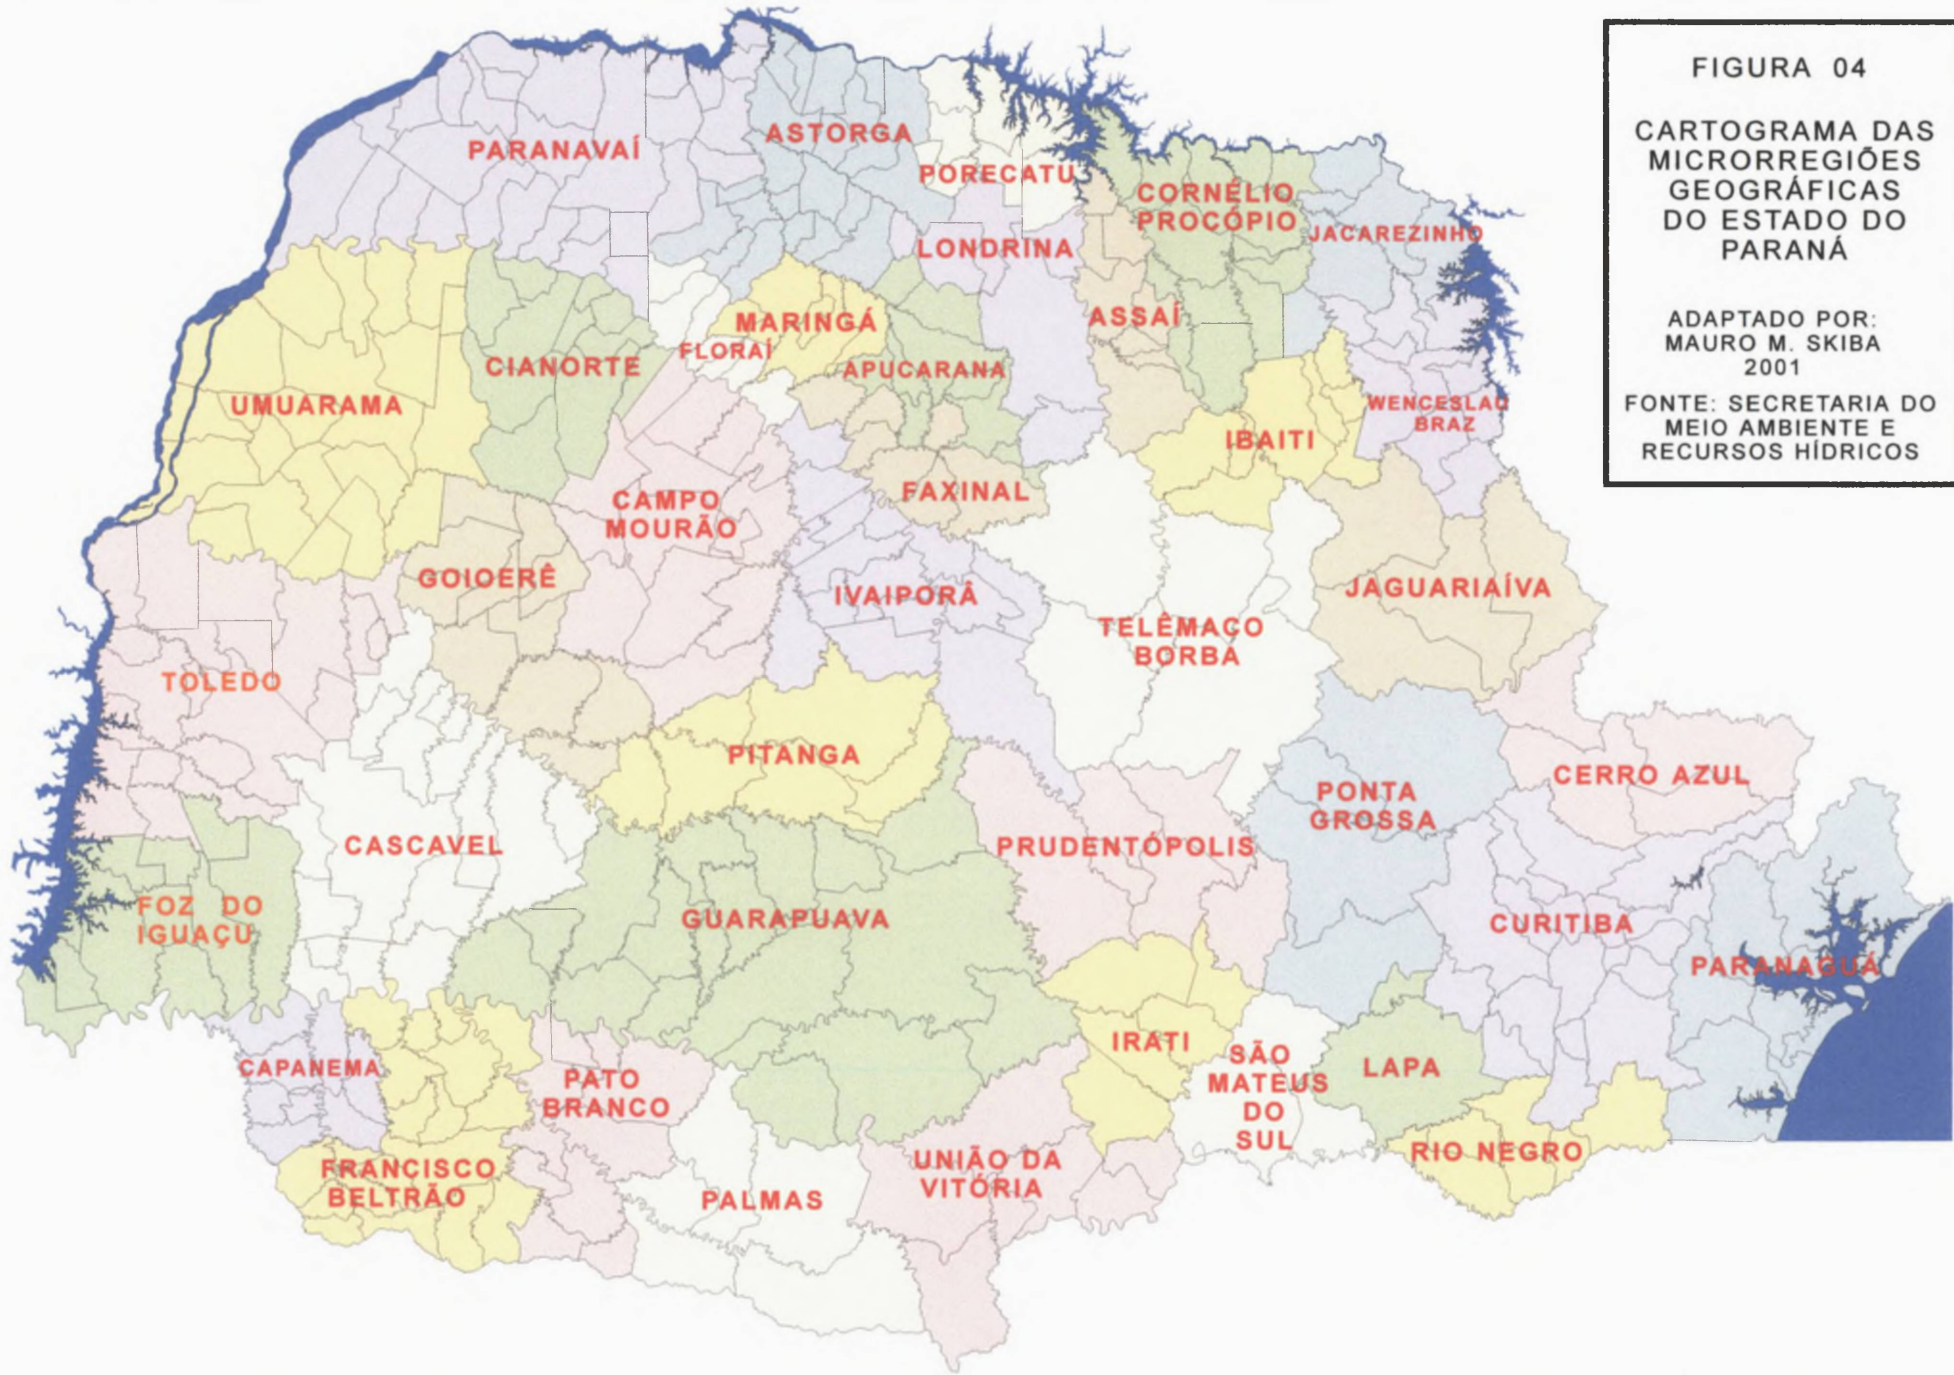 FIGURA 04
CARTOGRAMA DAS
MICRORREGIÕES
GEOGRÁFICAS
DO ESTADO DO
PARANÁ
ADAPTADO POR:
MAURO M. SKIBA
2001
FONTE: SECRETARIA DO
MEIO AMBIENTE E
RECURSOS HÍDRICOS
PARANAVAÍ
ASTORGA
PORECATU
CORNÉLIO
PROCÓPIO
JACAREZINHO
LONDRINA
MARINGÁ
ASSAÍ
FLORAÍ
CIANORTE
APUCARANA
UMUARAMA
WENCESLAU
BRAZ
IBAITI
FAXINAL
CAMPO
MOURÃO
GOIOERÊ
IVAIPORÃ
JAGUARIAÍVA
TELÊMACO
BORBA
TOLEDO
PITANGA
CERRO AZUL
PONTA
GROSSA
CASCAVEL
PRUDENTÓPOLIS
FOZ DO
IGUAÇU
GUARAPUAVA
CURITIBA
PARANAGUÁ
IRATI
SÃO
MATEUS
DO
SUL
LAPA
CAPANEMA
PATO
BRANCO
RIO NEGRO
FRANCISCO
BELTRÃO
UNIÃO DA
VITÓRIA
PALMAS